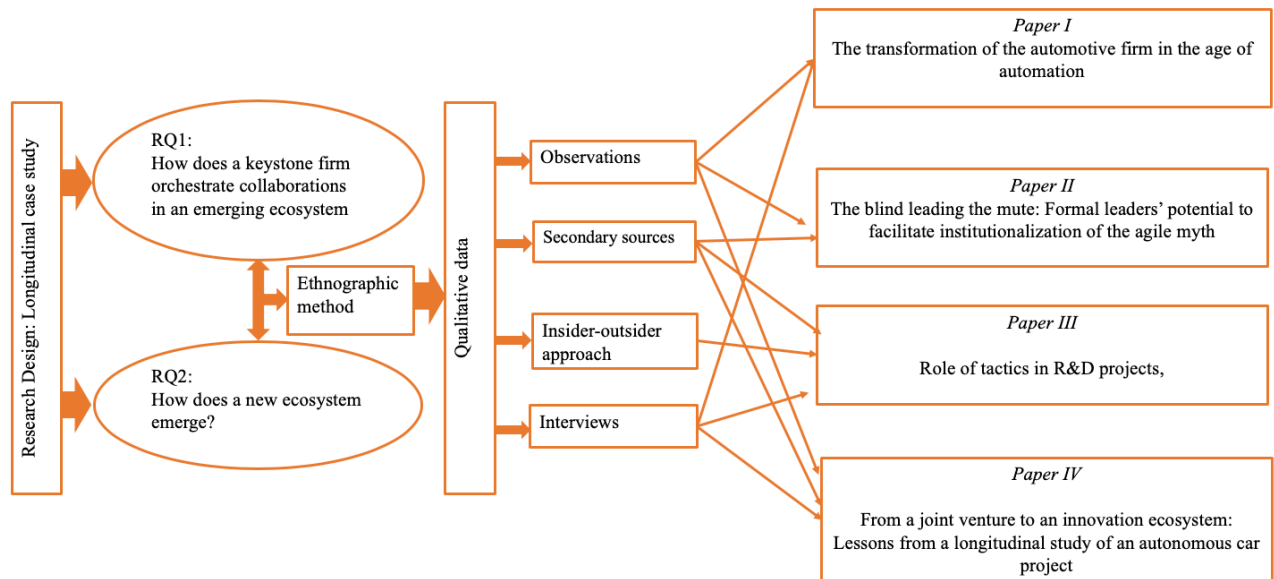 Research Design: Longitudinal case study
RQ1:
How does a keystone firm
orchestrate collaborations
in an emerging ecosystem
Ethnographic
method
RQ2:
How does a new ecosystem
emerge?
Qualitative data
Observations
Secondary sources
Insider-outsider
approach
Interviews
Paper I
The transformation of the automotive firm in the age of
automation
Paper II
The blind leading the mute: Formal leaders’ potential to
facilitate institutionalization of the agile myth
Paper III
Role of tactics in R&D projects,
Paper IV
From a joint venture to an innovation ecosystem:
Lessons from a longitudinal study of an autonomous car
project